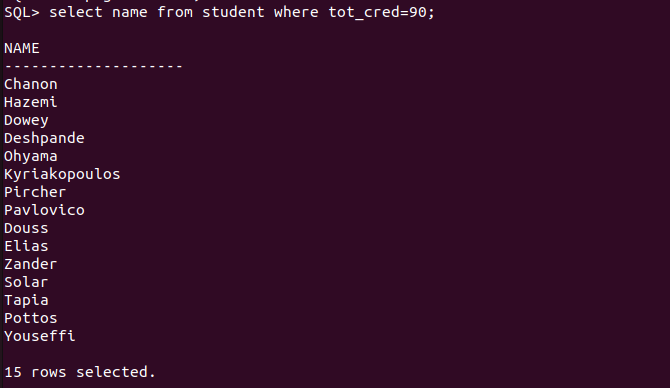 SQL> select name from student where tot_cred=90;
NAME
--------------------
Chanon
Hazemi
Dowey
Deshpande
Ohyama
Kyriakopoulos
Pircher
Pavlovico
Douss
Elias
Zander
Solar
Tapia
Pottos
Youseffi
15 rows selected.